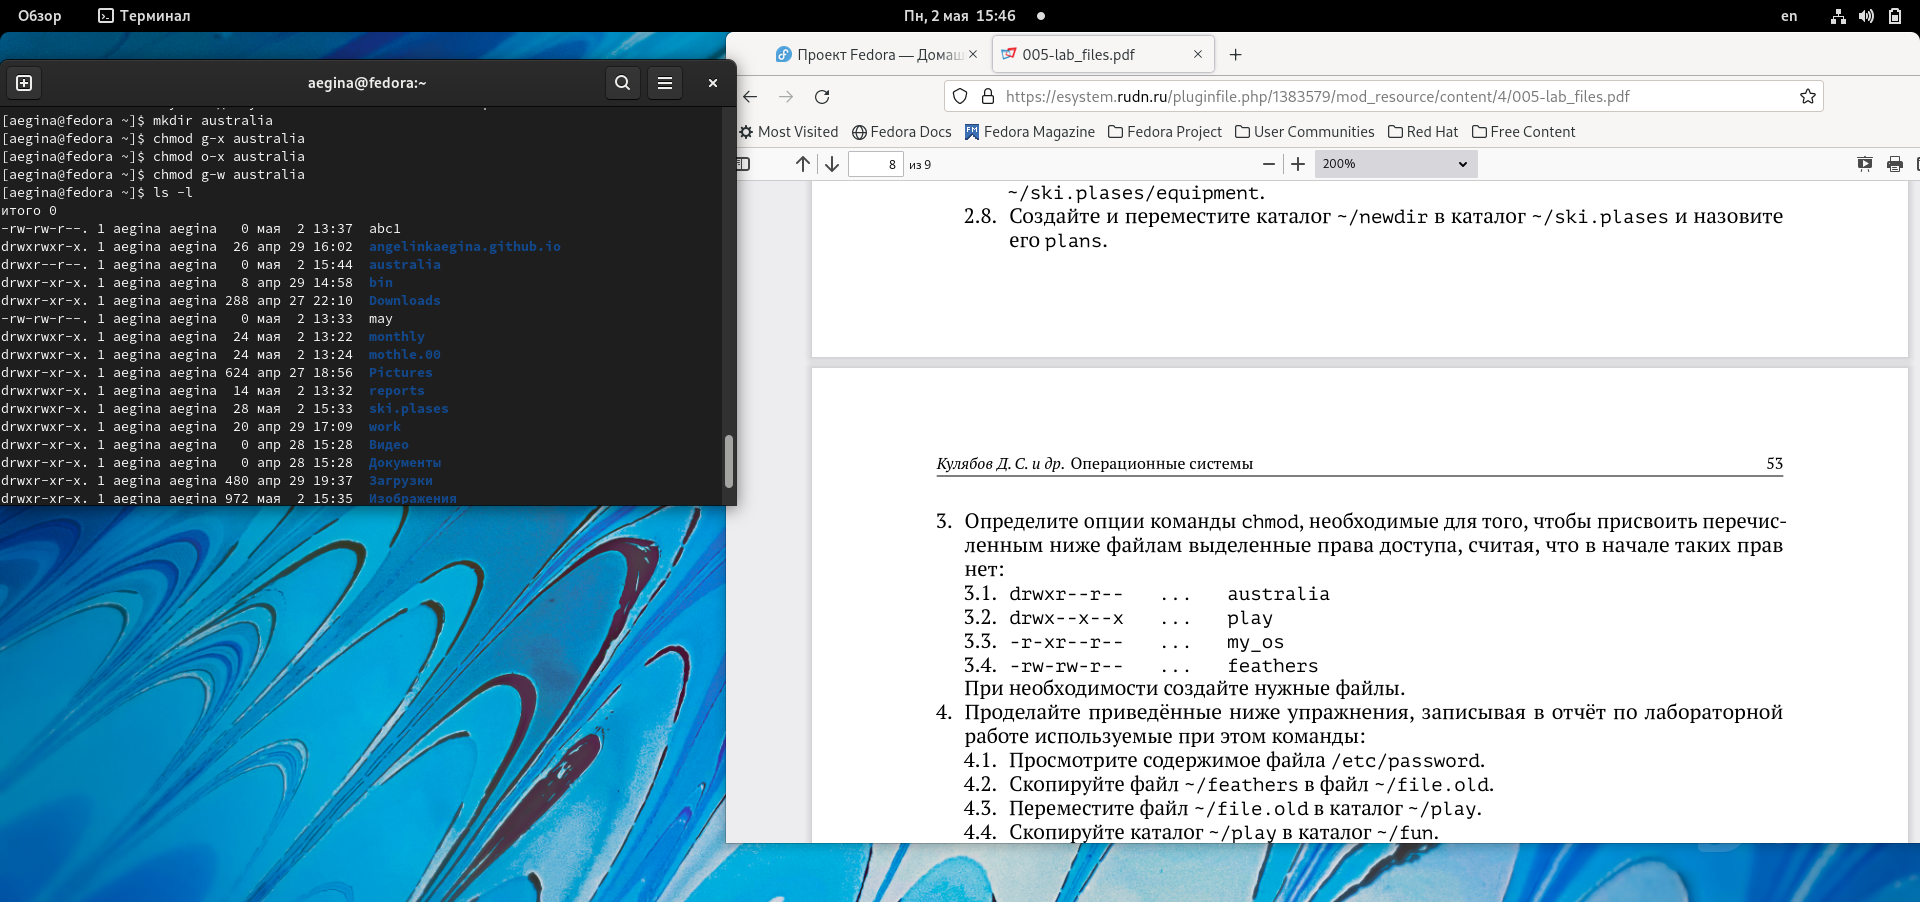 Обзор
Терминал
Пн, 2 мая 15:46
en
aegina@fedora:~
[aegina@fedora ~]$ mkdir australia
[aegina@fedora ~]$ chmod g-x australia
[aegina@fedora ~]$ chmod o-x australia
[aegina@fedora ~]$ chmod g-w australia
[aegina@fedora ~]$ ls -l
итого 0
-rw-rw-r--. 1 aegina aegina   0 мая  2 13:37  abc1
drwxrwxr-x. 1 aegina aegina  26 апр 29 16:02  angelinkaegina.github.io
drwxr--r--. 1 aegina aegina   0 мая  2 15:44  australia
drwxr-xr-x. 1 aegina aegina   8 апр 29 14:58  bin
drwxr-xr-x. 1 aegina aegina 288 апр 27 22:10  Downloads
-rw-rw-r--. 1 aegina aegina   0 мая  2 13:33  may
drwxrwxr-x. 1 aegina aegina  24 мая  2 13:22  monthly
drwxrwxr-x. 1 aegina aegina  24 мая  2 13:24  mothle.00
drwxr-xr-x. 1 aegina aegina 624 апр 27 18:56  Pictures
drwxrwxr-x. 1 aegina aegina  14 мая  2 13:32  reports
drwxrwxr-x. 1 aegina aegina  28 мая  2 15:33  ski.plases
drwxrwxr-x. 1 aegina aegina  20 апр 29 17:09  work
drwxr-xr-x. 1 aegina aegina   0 апр 28 15:28  Видео
drwxr-xr-x. 1 aegina aegina   0 апр 28 15:28  Документы
drwxr-xr-x. 1 aegina aegina 480 апр 29 19:37  Загрузки
drwxr-xr-x. 1 aegina aegina 972 мая  2 15:35  Изображения
Проект Fedora — Домаш
005-lab_files.pdf
https://esystem.rudn.ru/pluginfile.php/1383579/mod_resource/content/4/005-lab_files.pdf
Most Visited Fedora Docs Fedora Magazine Fedora Project User Communities Red Hat Free Content
8 из 9
200%
~/ski.plases/equipment.
2.8. Создайте и переместите каталог ~/newdir в каталог ~/ski.plases и назовите
его plans.
Кулябов Д. С. и др. Операционные системы 53
3. Определите опции команды chmod, необходимые для того, чтобы присвоить перечис-
ленным ниже файлам выделенные права доступа, считая, что в начале таких прав
нет:
3.1. drwxr--r-- ... australia
3.2. drwx--x--x ... play
3.3. -r-xr--r-- ... my_os
3.4. -rw-rw-r-- ... feathers
При необходимости создайте нужные файлы.
4. Проделайте приведённые ниже упражнения, записывая в отчёт по лабораторной
работе используемые при этом команды:
4.1. Просмотрите содержимое файла /etc/password.
4.2. Скопируйте файл ~/feathers в файл ~/file.old.
4.3. Переместите файл ~/file.old в каталог ~/play.
4.4. Скопируйте каталог ~/play в каталог ~/fun.